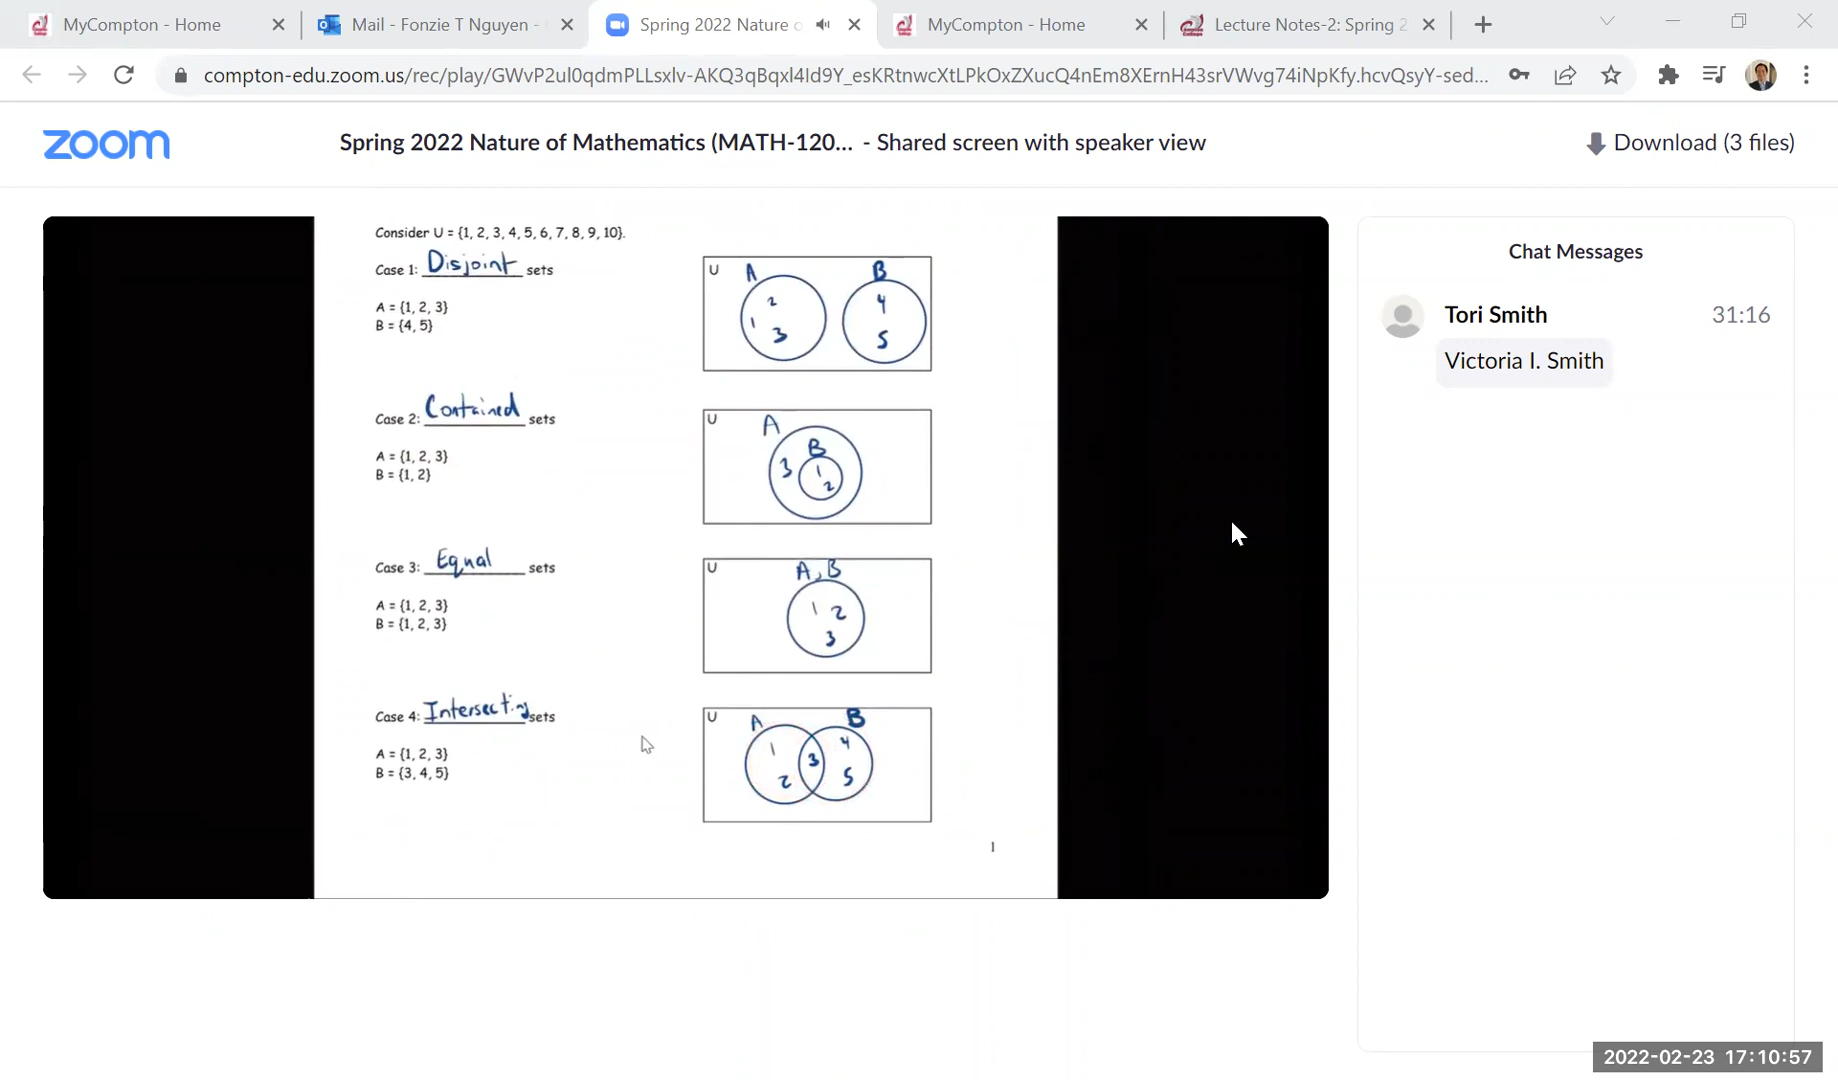 MyCompton - Home
Mail - Fonzie T Nguyen -
Spring 2022 Nature o
MyCompton - Home
Lecture Notes-2: Spring 2
compton-edu.zoom.us/rec/play/GWvP2ul0qdmPLLsxlv-AKQ3qBqxl4Id9Y_esKRtnwcXtLPkOxZXucQ4nEm8XErnH43srVWvg74iNpKfy.hcvQsyY-sed...
zoom
Spring 2022 Nature of Mathematics (MATH-120... - Shared screen with speaker view
Download (3 files)
Consider U = {1, 2, 3, 4, 5, 6, 7, 8, 9, 10}.
Case 1: Disjoint sets
A = {1, 2, 3}
B = {4, 5}
U A B
2 4
1
3 5
Case 2: Contained sets
A = {1, 2, 3}
B = {1, 2}
U A
B
3 1
2
Case 3: Equal sets
A = {1, 2, 3}
B = {1, 2, 3}
U A, B
1 2
3
Case 4: Intersecting sets
A = {1, 2, 3}
B = {3, 4, 5}
U A B
1 4
3
2 5
1
Chat Messages
Tori Smith 31:16
Victoria I. Smith
2022-02-23 17:10:57